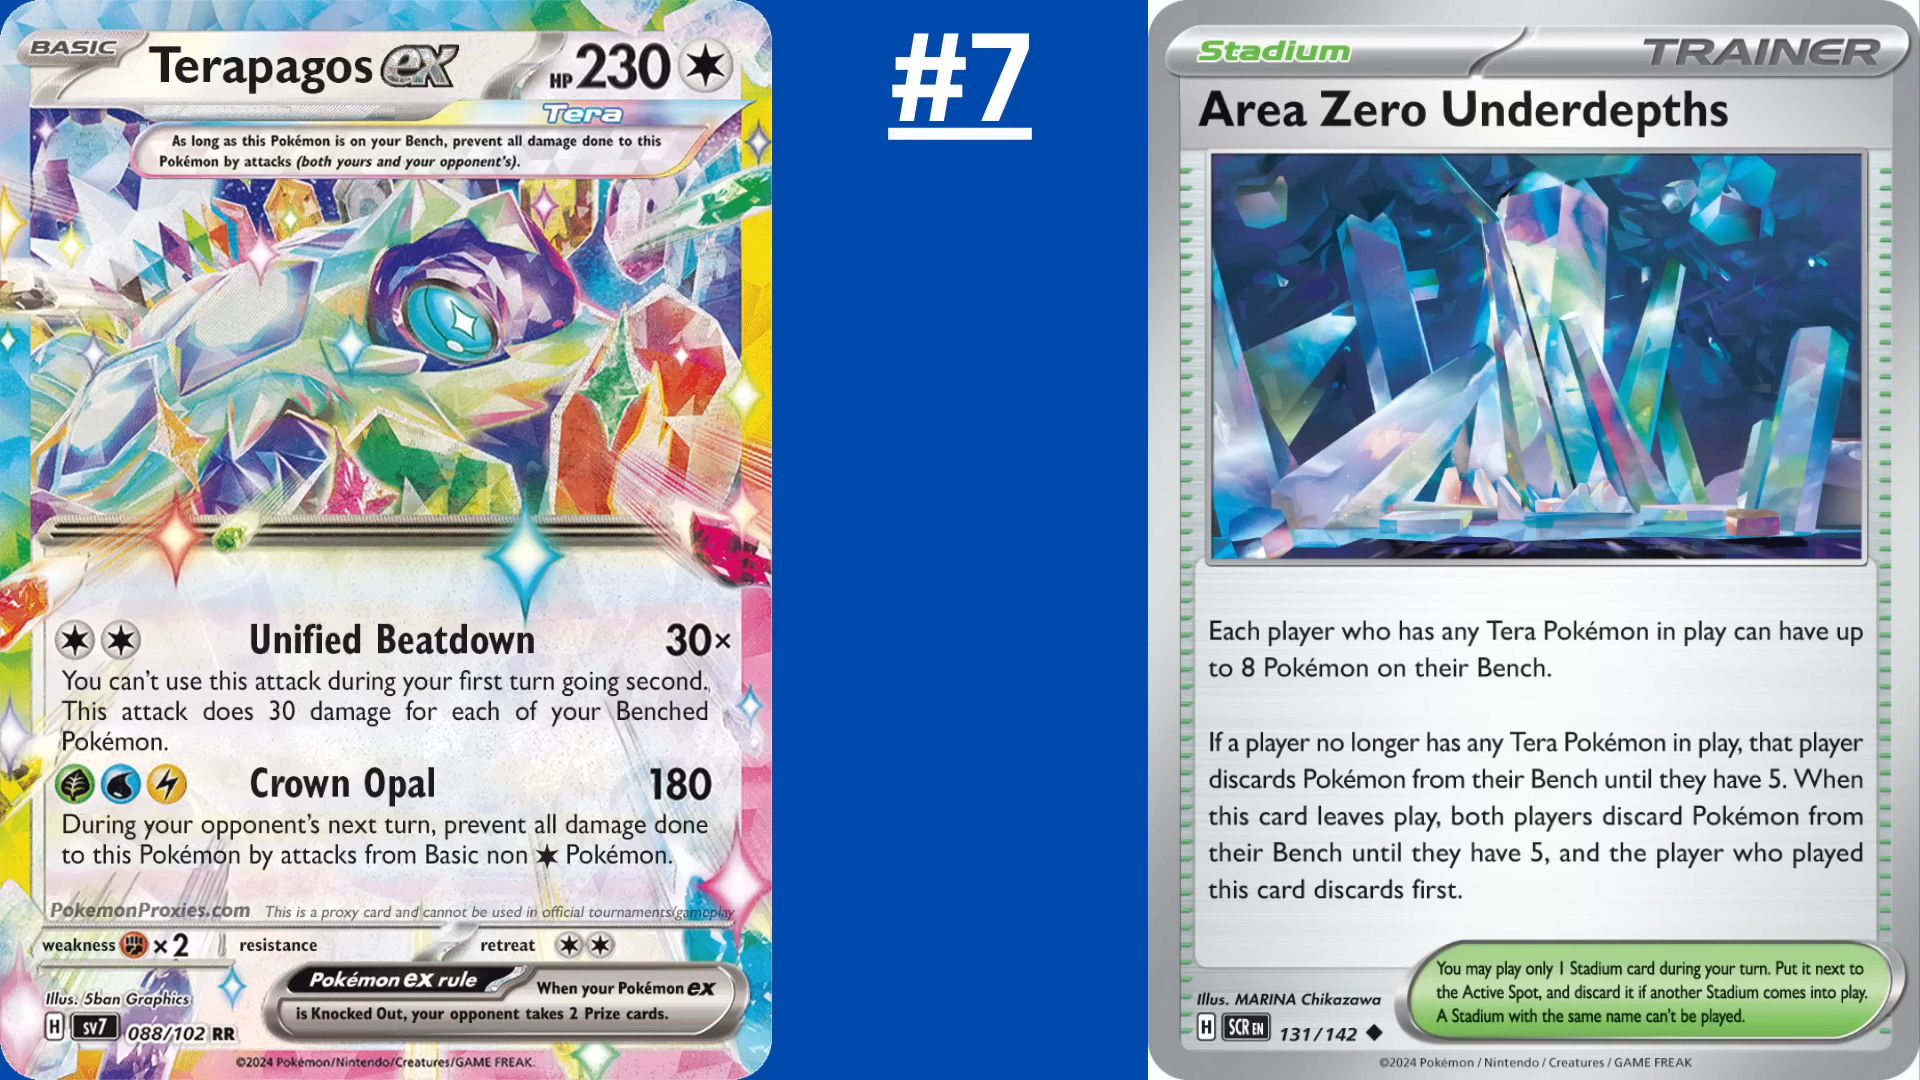 BASIC
Terapagos ex
HP 230
Tera
As long as this Pokémon is on your Bench, prevent all damage done to this
Pokémon by attacks (both yours and your opponent's).
Unified Beatdown 30×
You can't use this attack during your first turn going second.
This attack does 30 damage for each of your Benched
Pokémon.
Crown Opal 180
During your opponent's next turn, prevent all damage done
to this Pokémon by attacks from Basic non Pokémon.
PokemonProxies.com This is a proxy card and cannot be used in official tournaments/gameplay
weakness ×2 resistance retreat
Pokémon ex rule
When your Pokémon ex
is Knocked Out, your opponent takes 2 Prize cards.
Illus. 5ban Graphics
H sv7 088/102 RR
©2024 Pokémon/Nintendo/Creatures/GAME FREAK.
#7
Stadium
TRAINER
Area Zero Underdepths
Each player who has any Tera Pokémon in play can have up
to 8 Pokémon on their Bench.
If a player no longer has any Tera Pokémon in play, that player
discards Pokémon from their Bench until they have 5. When
this card leaves play, both players discard Pokémon from
their Bench until they have 5, and the player who played
this card discards first.
You may play only 1 Stadium card during your turn. Put it next to
the Active Spot, and discard it if another Stadium comes into play.
A Stadium with the same name can't be played.
Illus. MARINA Chikazawa
H SCR EN 131/142
©2024 Pokémon / Nintendo / Creatures / GAME FREAK